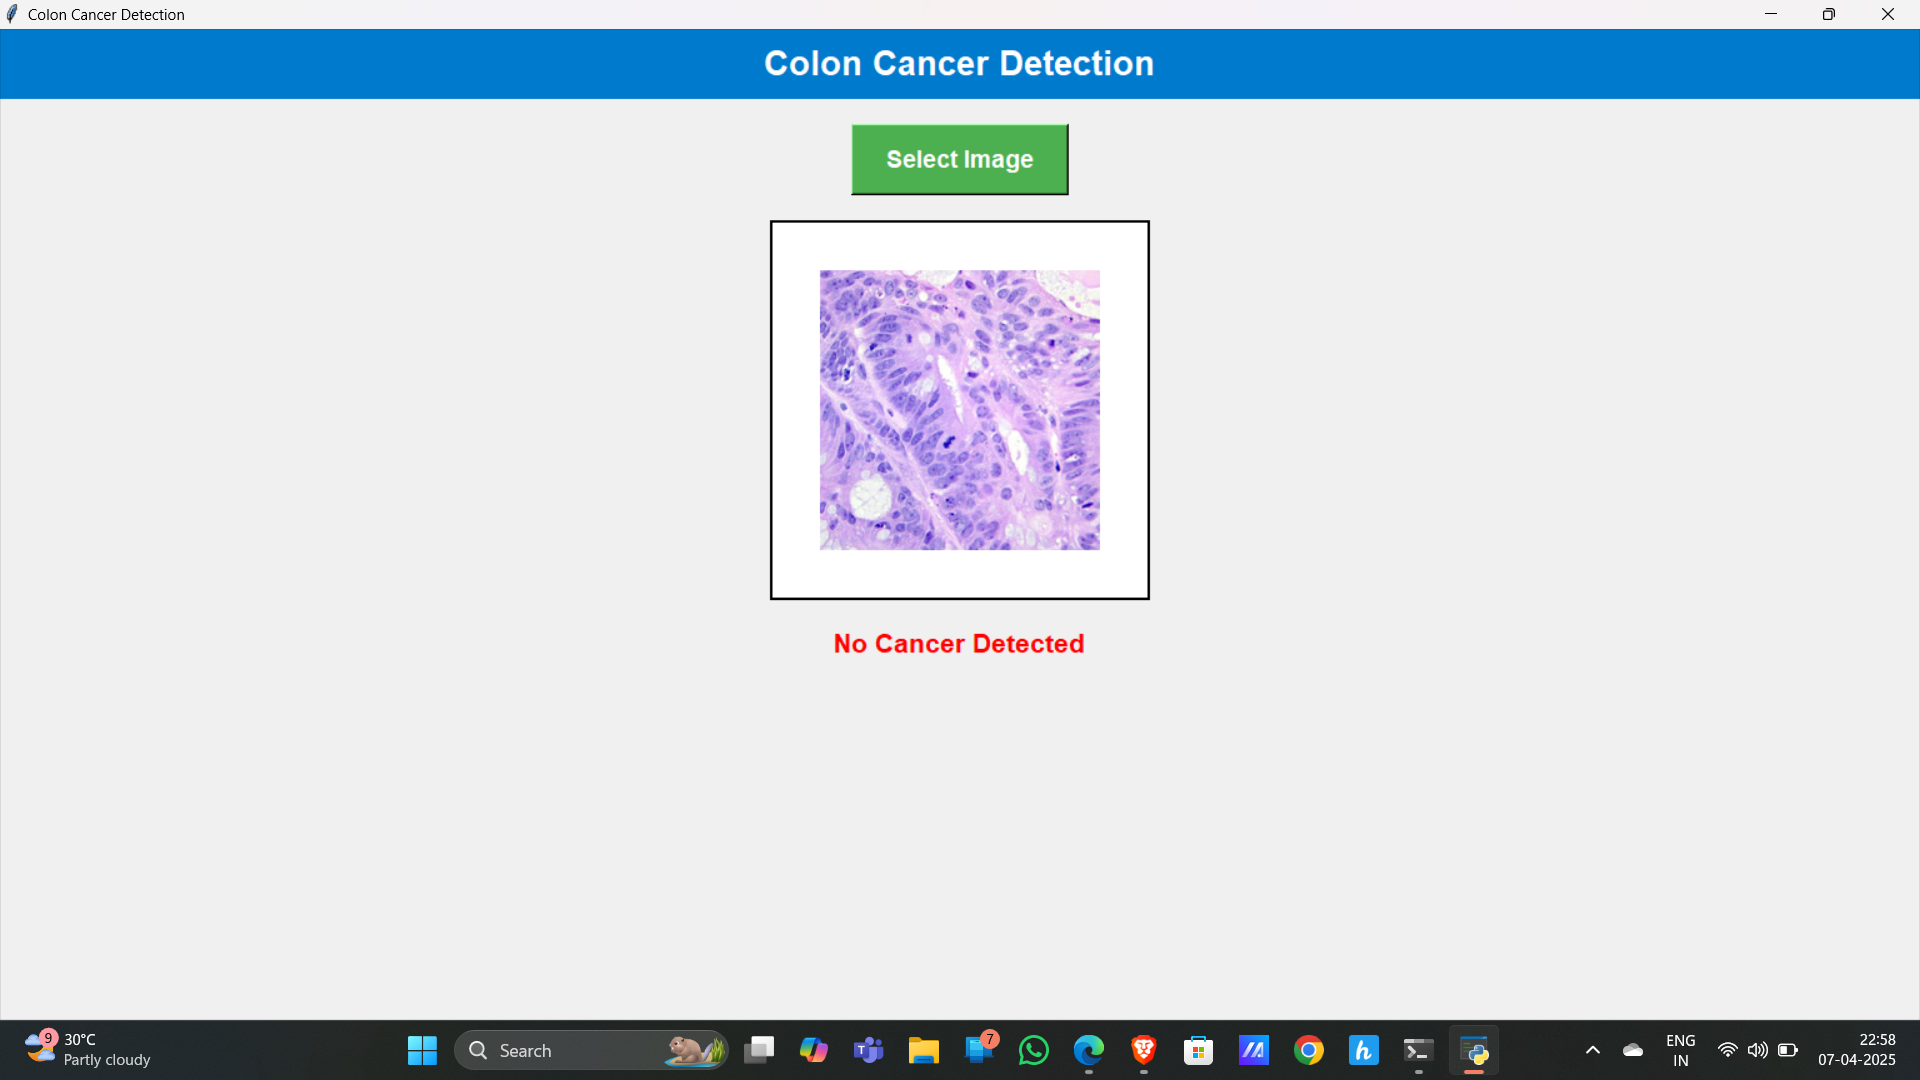 Colon Cancer Detection
Colon Cancer Detection
Select Image
No Cancer Detected
9
30°C
Partly cloudy
Search
T
7
h
ENG
IN
22:58
07-04-2025